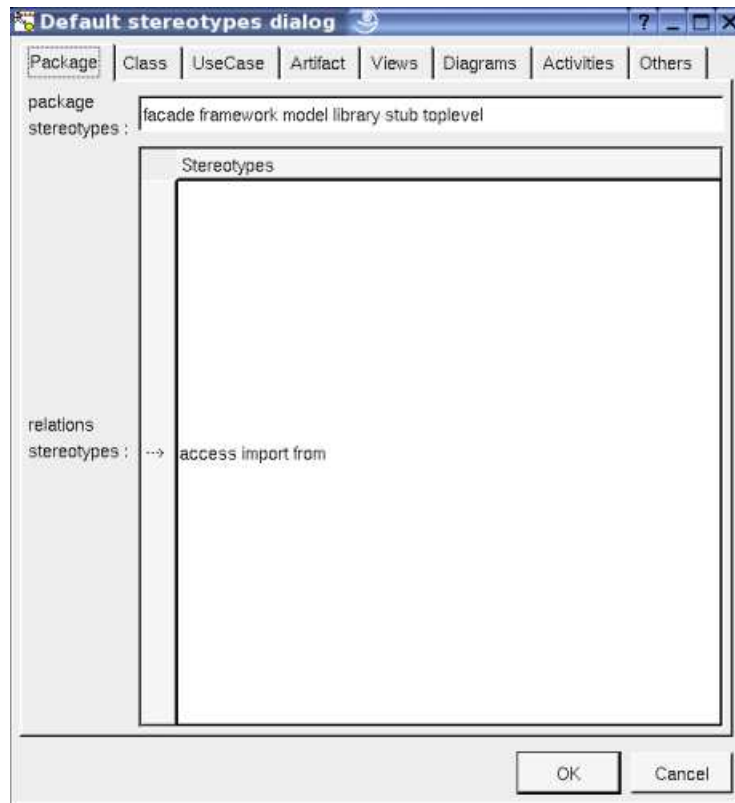 Default stereotypes dialog ? _ □ X
Package Class UseCase Artifact Views Diagrams Activities Others
package
stereotypes :
facade framework model library stub toplevel
Stereotypes
relations
stereotypes :
--> access import from
OK Cancel